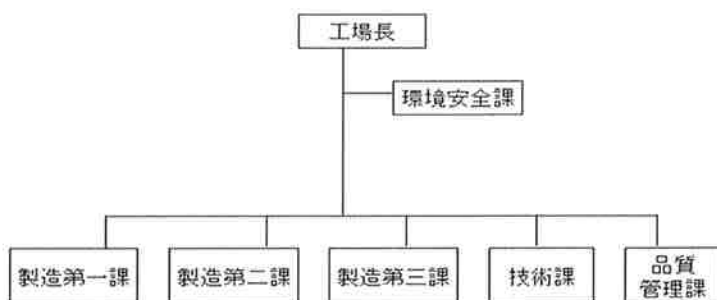 工場長
環境安全課
製造第一課
製造第二課
製造第三課
技術課
品質
管理課